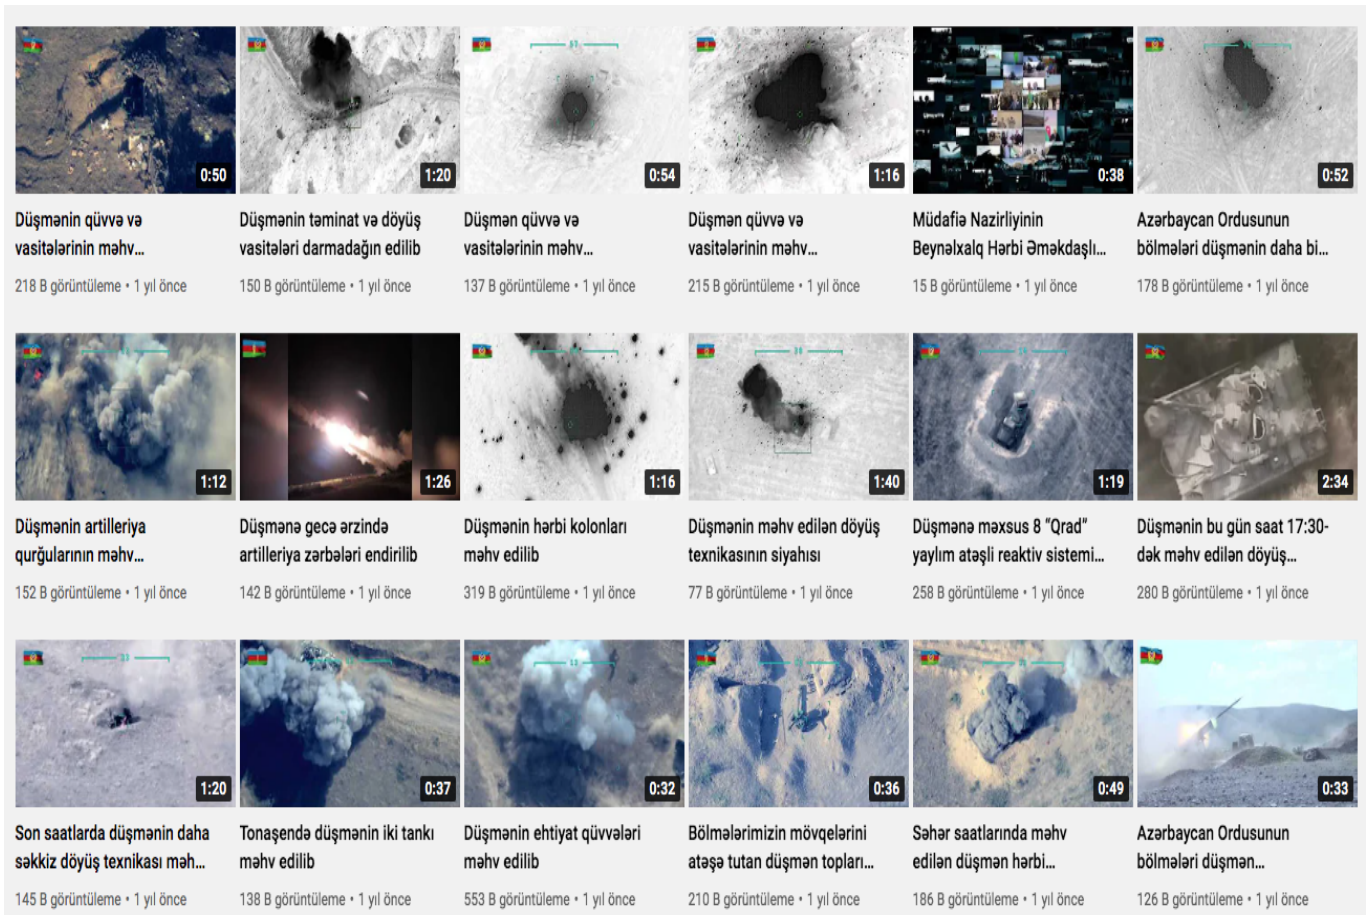 0:50
1:20
0:54
1:16
0:38
0:52
Düşmənin qüvvə və
vasitələrinin məhv...
218 B görüntüleme • 1 yıl önce
Düşmənin təminat və döyüş
vasitələri darmadağın edilib
150 B görüntüleme • 1 yıl önce
Düşmən qüvvə və
vasitələrinin məhv...
137 B görüntüleme • 1 yıl önce
Düşmən qüvvə və
vasitələrinin məhv...
215 B görüntüleme • 1 yıl önce
Müdafiə Nazirliyinin
Beynəlxalq Hərbi Əməkdaşlı...
15 B görüntüleme • 1 yıl önce
Azərbaycan Ordusunun
bölmələri düşmənin daha bi...
178 B görüntüleme • 1 yıl önce
1:12
1:26
1:16
1:40
1:19
2:34
Düşmənin artilleriya
qurğularının məhv...
152 B görüntüleme • 1 yıl önce
Düşmənə gecə ərzində
artilleriya zərbələri endirilib
142 B görüntüleme • 1 yıl önce
Düşmənin hərbi kolonları
məhv edilib
319 B görüntüleme • 1 yıl önce
Düşmənin məhv edilən döyüş
texnikasının siyahısı
77 B görüntüleme • 1 yıl önce
Düşmənə məxsus 8 “Qrad”
yaylım atəşli reaktiv sistemi...
258 B görüntüleme • 1 yıl önce
Düşmənin bu gün saat 17:30-
dək məhv edilən döyüş...
280 B görüntüleme • 1 yıl önce
1:20
0:37
0:32
0:36
0:49
0:33
Son saatlarda düşmənin daha
səkkiz döyüş texnikası məh...
145 B görüntüleme • 1 yıl önce
Tonaşendə düşmənin iki tankı
məhv edilib
138 B görüntüleme • 1 yıl önce
Düşmənin ehtiyat qüvvələri
məhv edilib
553 B görüntüleme • 1 yıl önce
Bölmələrimizin mövqelərini
atəşə tutan düşmən topları...
210 B görüntüleme • 1 yıl önce
Səhər saatlarında məhv
edilən düşmən hərbi...
186 B görüntüleme • 1 yıl önce
Azərbaycan Ordusunun
bölmələri düşmən...
126 B görüntüleme • 1 yıl önce